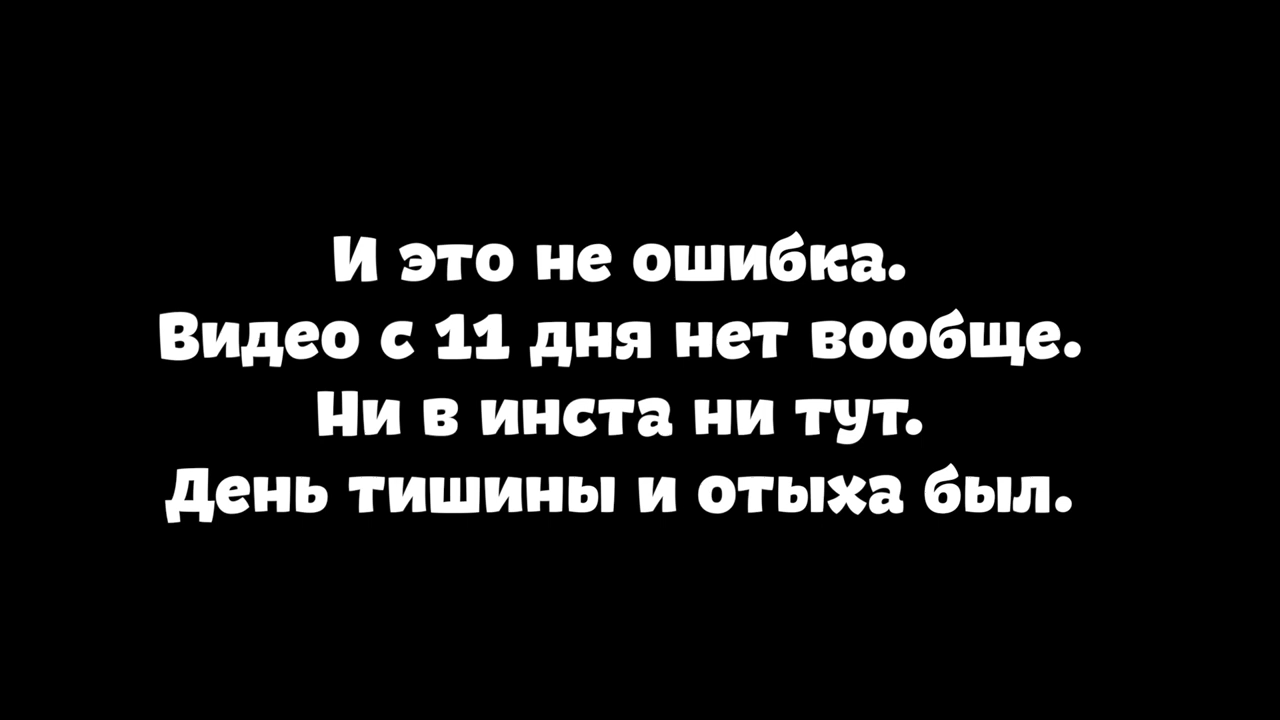 И это не ошибка.
Видео с 11 дня нет вообще.
Ни в инста ни тут.
День тишины и отыха был.